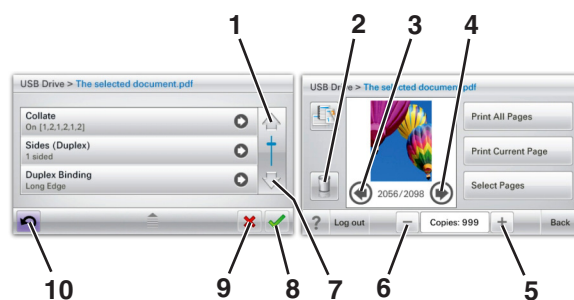 1
2
3
4
USB Drive > The selected document.pdf
Collate
On [1,2,1,2,1,2]
Sides (Duplex)
1 sided
Duplex Binding
Long Edge
USB Drive > The selected document.pdf
Print All Pages
Print Current Page
Select Pages
2056/2098
? Log out
Copies: 999
Back
10
9
8
7
6
5